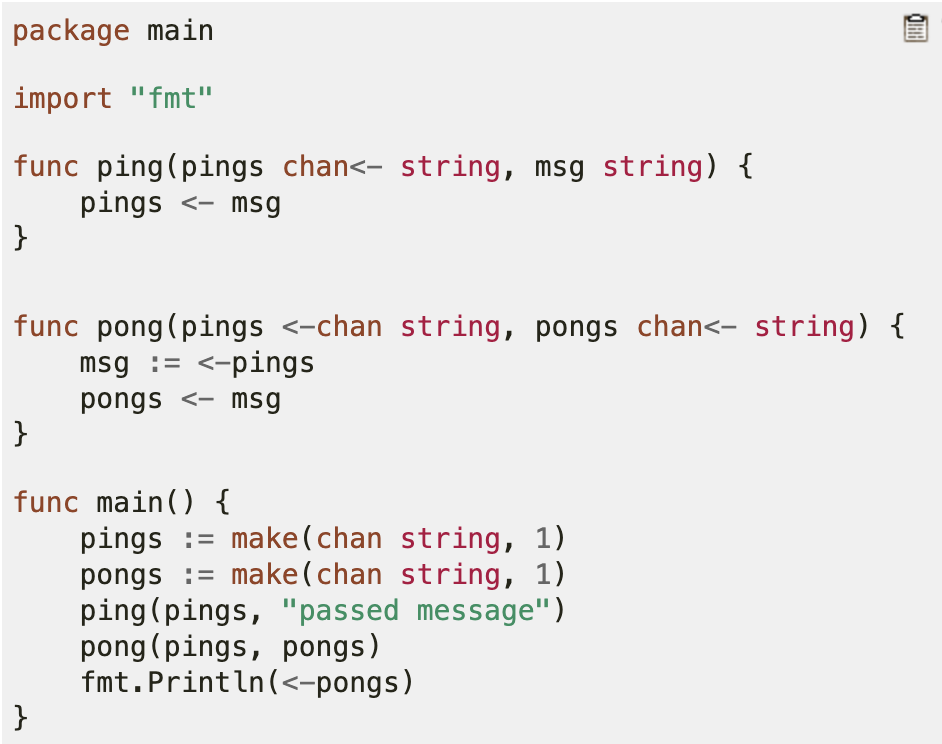 package main
import "fmt"
func ping(pings chan<- string, msg string) {
    pings <- msg
}
func pong(pings <-chan string, pongs chan<- string) {
    msg := <-pings
    pongs <- msg
}
func main() {
    pings := make(chan string, 1)
    pongs := make(chan string, 1)
    ping(pings, "passed message")
    pong(pings, pongs)
    fmt.Println(<-pongs)
}